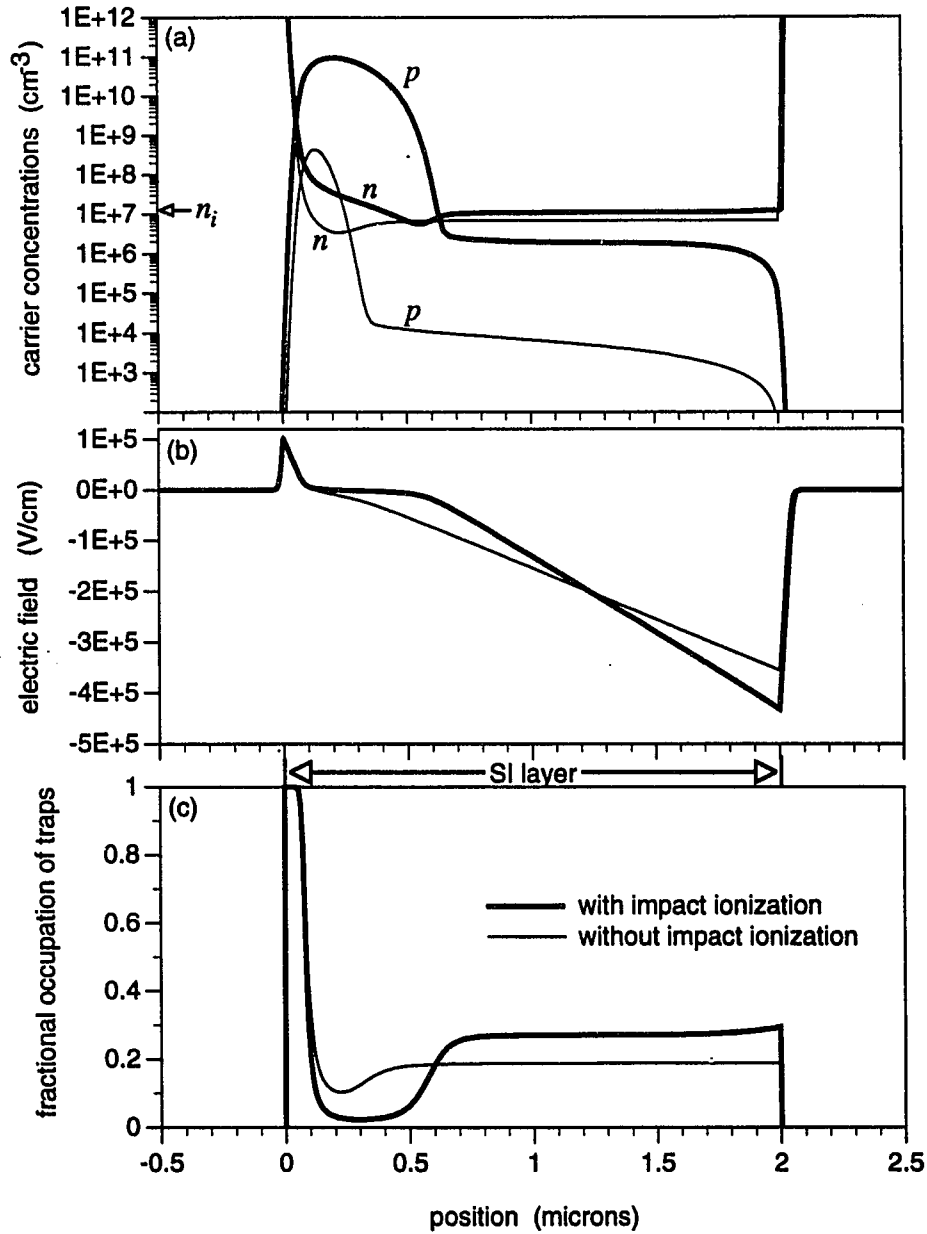 (a)
carrier concentrations (cm-3)
1E+12
1E+11
1E+10
1E+9
1E+8
1E+7
1E+6
1E+5
1E+4
1E+3
ni
p
n
n
p
(b)
electric field (V/cm)
1E+5
0E+0
-1E+5
-2E+5
-3E+5
-4E+5
-5E+5
SI layer
(c)
fractional occupation of traps
1
0.8
0.6
0.4
0.2
0
with impact ionization
without impact ionization
-0.5 0 0.5 1 1.5 2 2.5
position (microns)